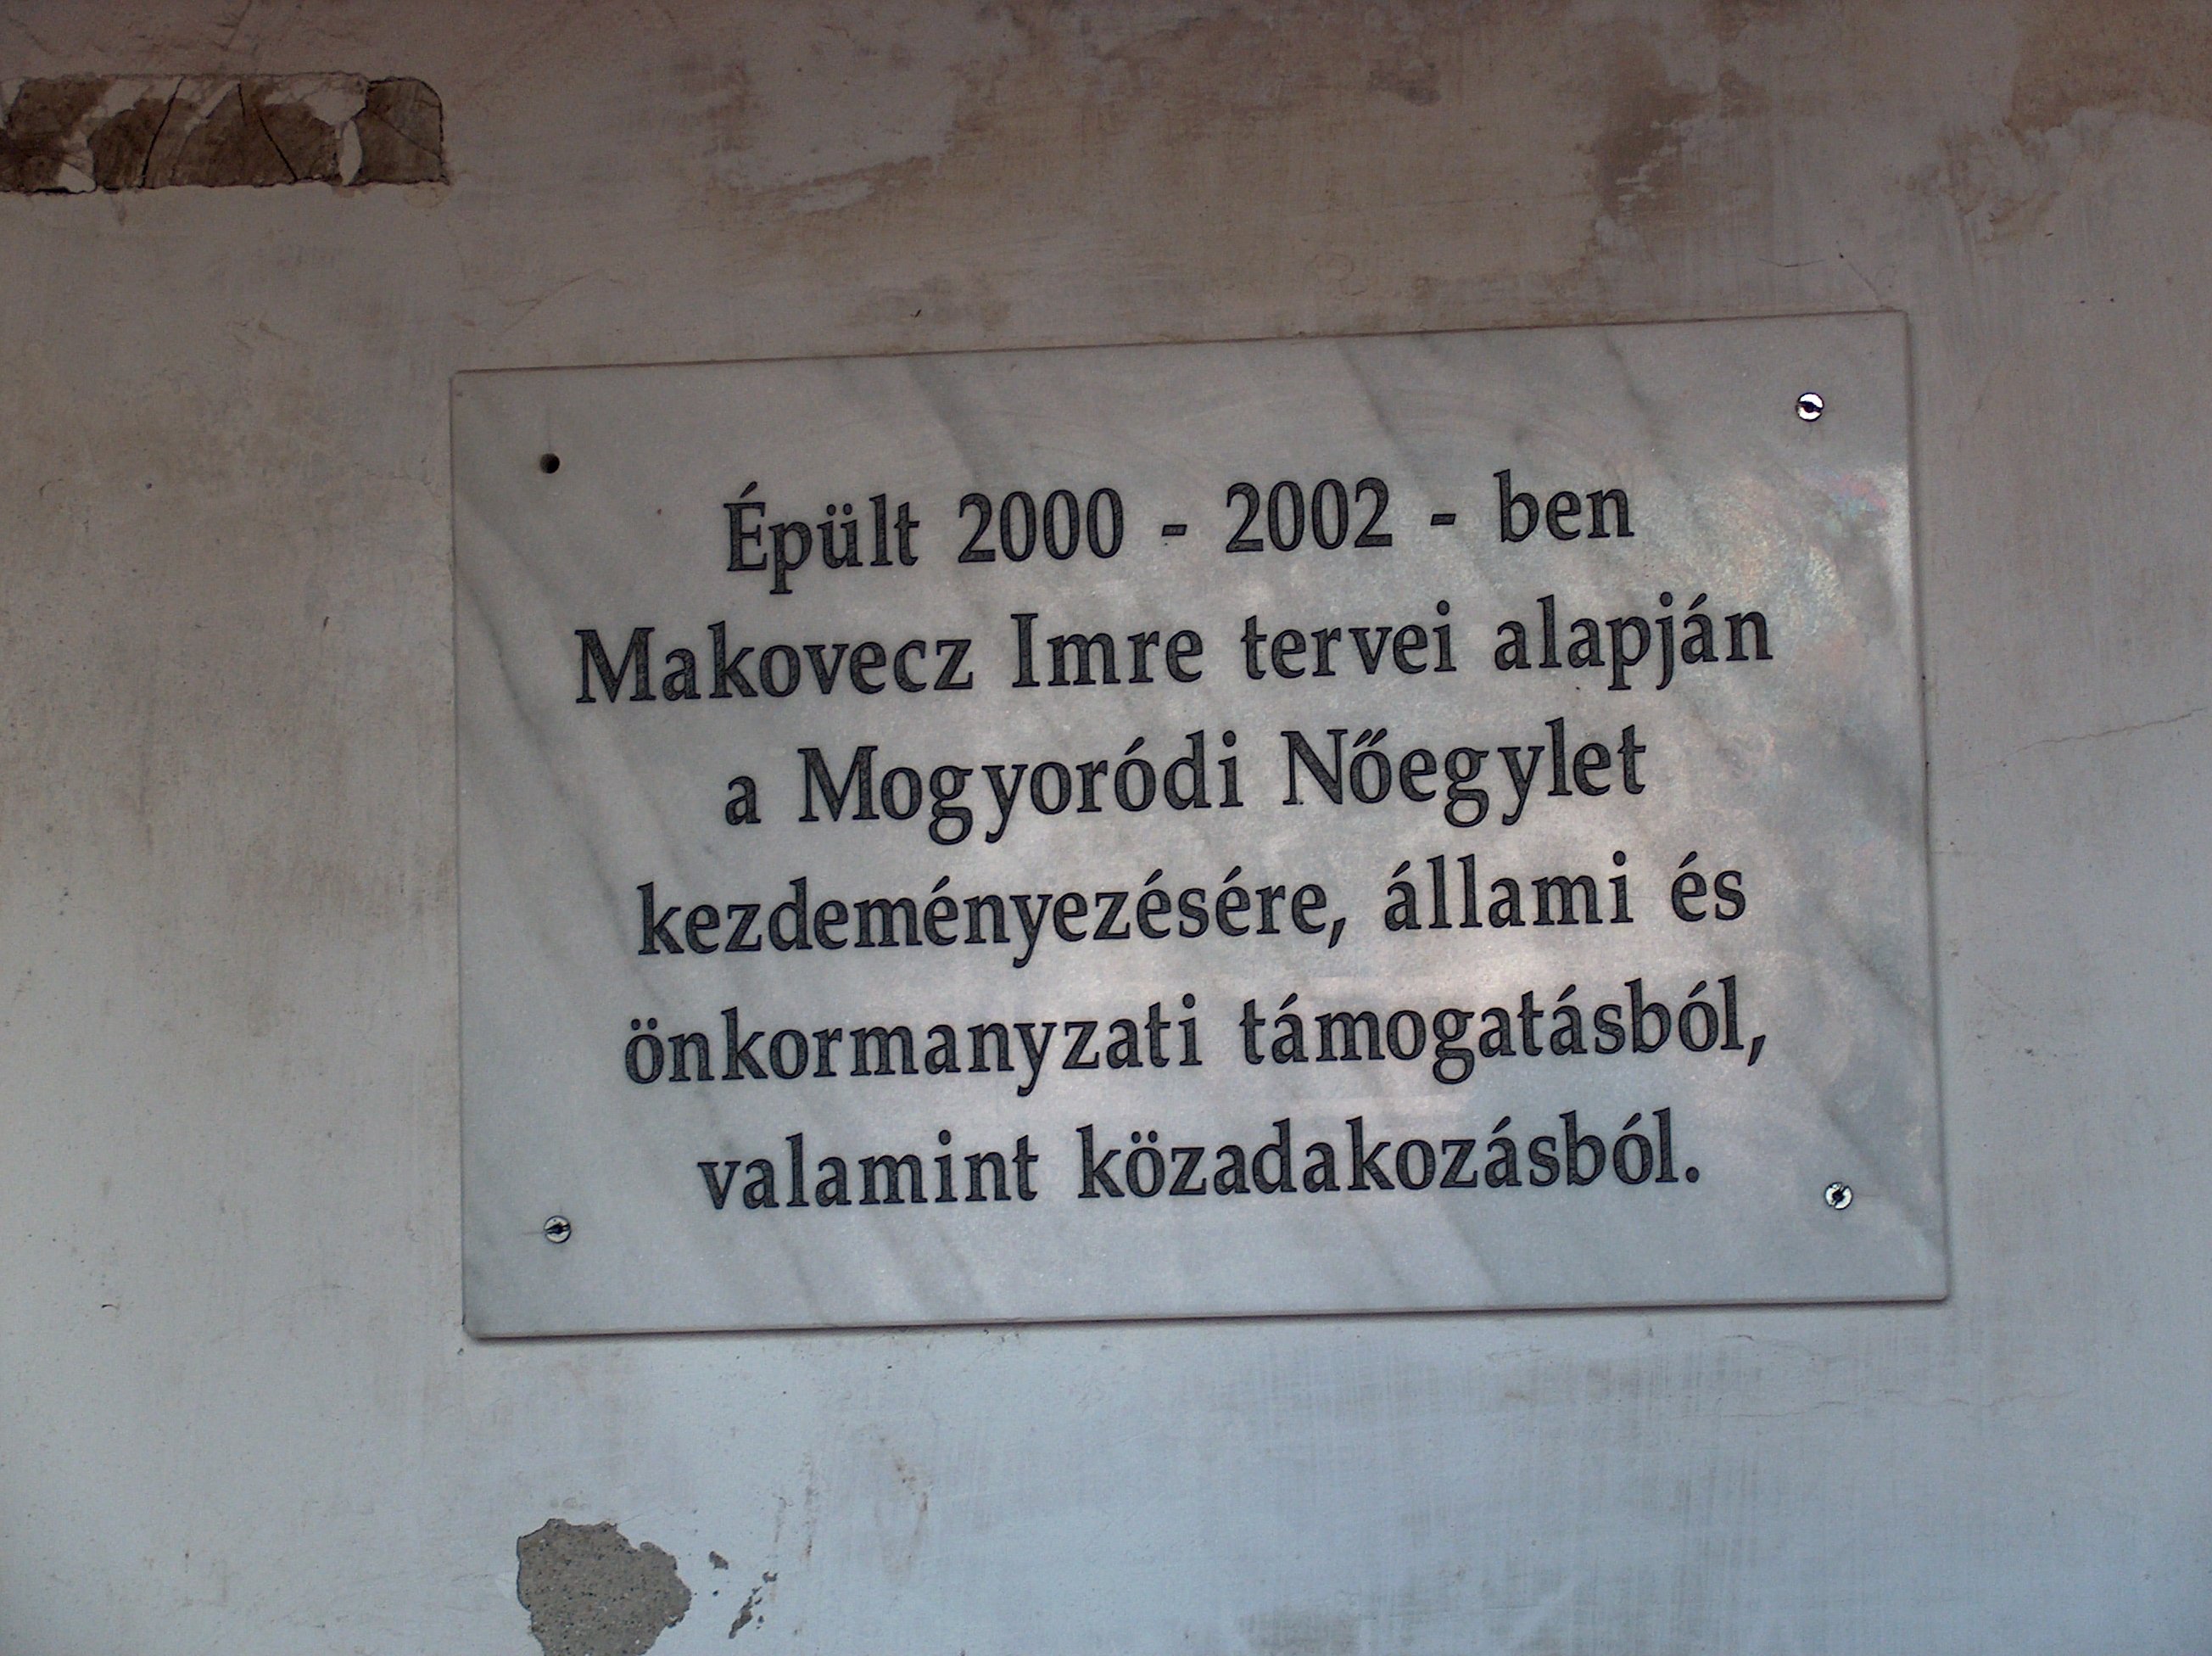 Épült 2000 - 2002 - ben
Makovecz Imre tervei alapján
a Mogyoródi Nőegylet
kezdeményezésére, állami és
önkormanyzati támogatásból,
valamint közadakozásból.